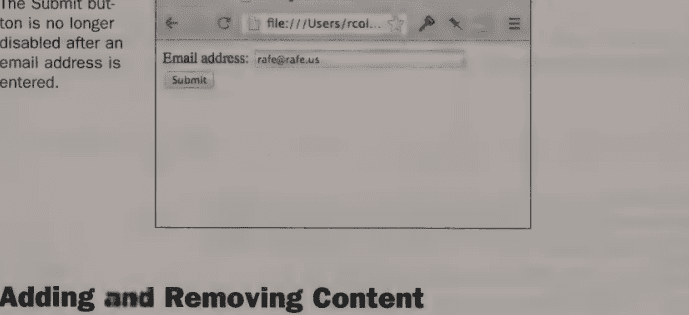 The Submit but-
ton is no longer
disabled after an
email address is
entered.
file:///Users/rcol...
Email address: rafe@rafe.us
Submit
Adding and Removing Content